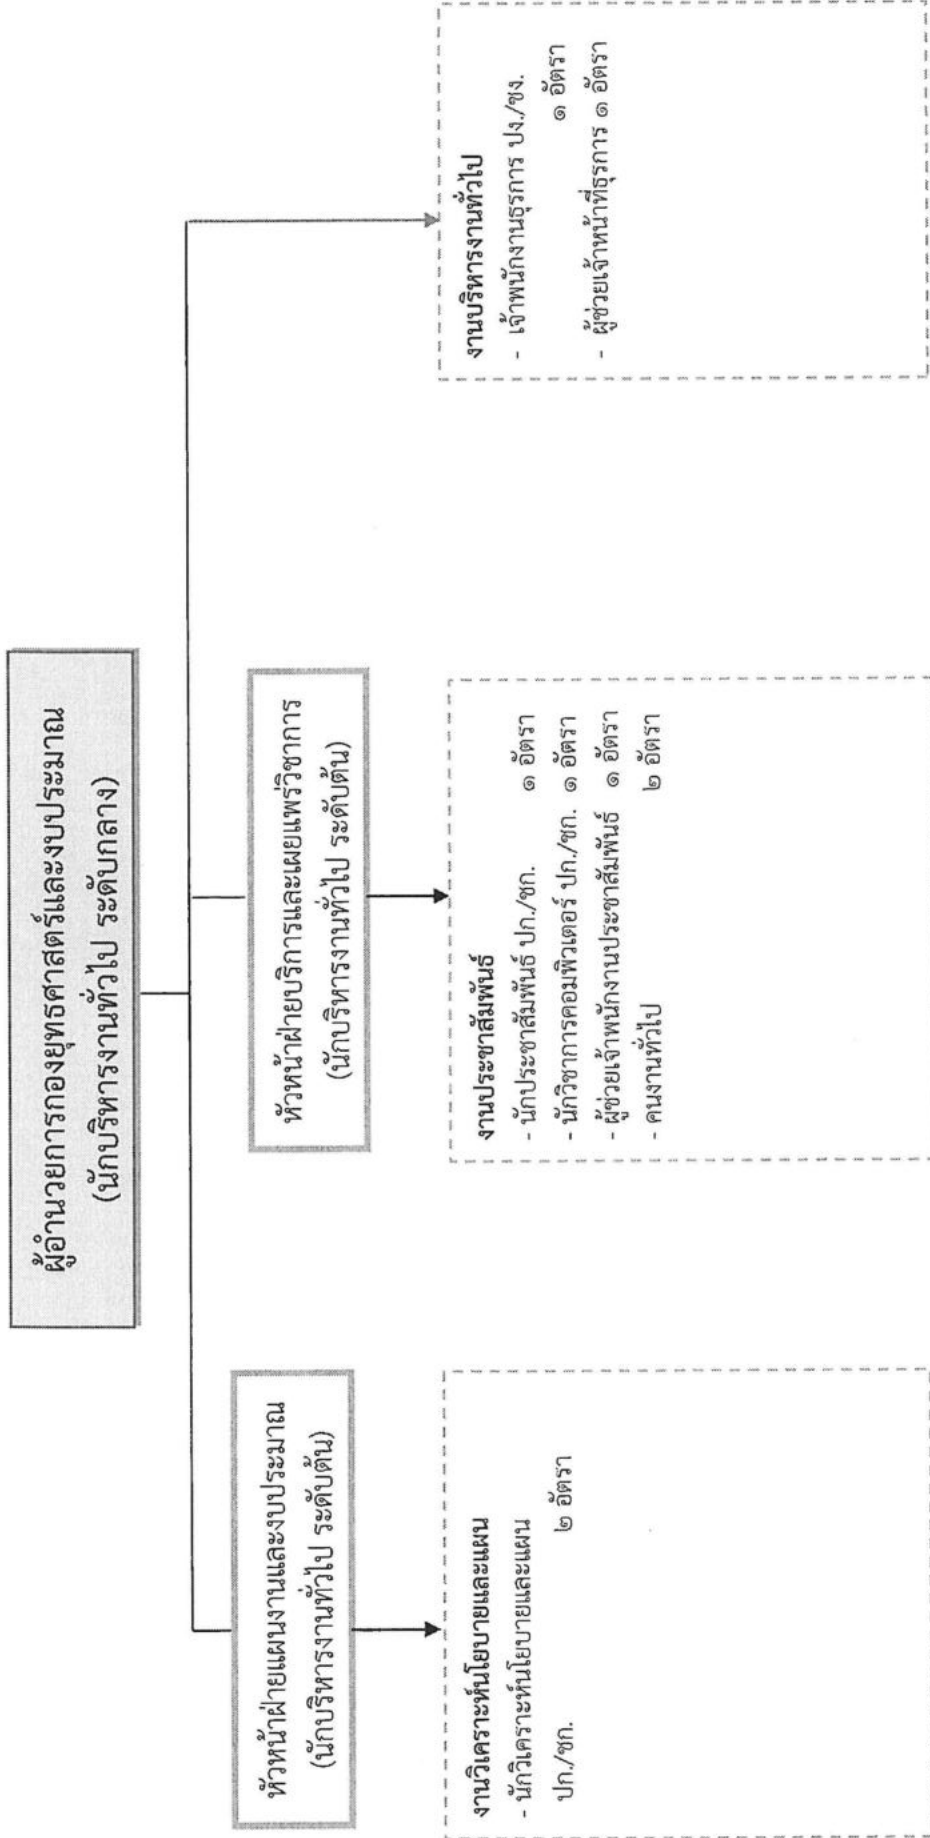 ผู้อำนวยการกองยุทธศาสตร์และงบประมาณ
(นักบริหารงานทั่วไป ระดับกลาง)
หัวหน้าฝ่ายแผนงานและงบประมาณ
(นักบริหารงานทั่วไป ระดับต้น)
หัวหน้าฝ่ายบริการและเผยแพร่วิชาการ
(นักบริหารงานทั่วไป ระดับต้น)
งานวิเคราะห์นโยบายและแผน
- นักวิเคราะห์นโยบายและแผน
ปก./ชก. ๒ อัตรา
งานประชาสัมพันธ์
- นักประชาสัมพันธ์ ปก./ชก. ๑ อัตรา
- นักวิชาการคอมพิวเตอร์ ปก./ชก. ๑ อัตรา
- ผู้ช่วยเจ้าพนักงานประชาสัมพันธ์ ๑ อัตรา
- คนงานทั่วไป ๒ อัตรา
งานบริหารงานทั่วไป
- เจ้าพนักงานธุรการ ปง./ชง.
๑ อัตรา
- ผู้ช่วยเจ้าหน้าที่ธุรการ ๑ อัตรา